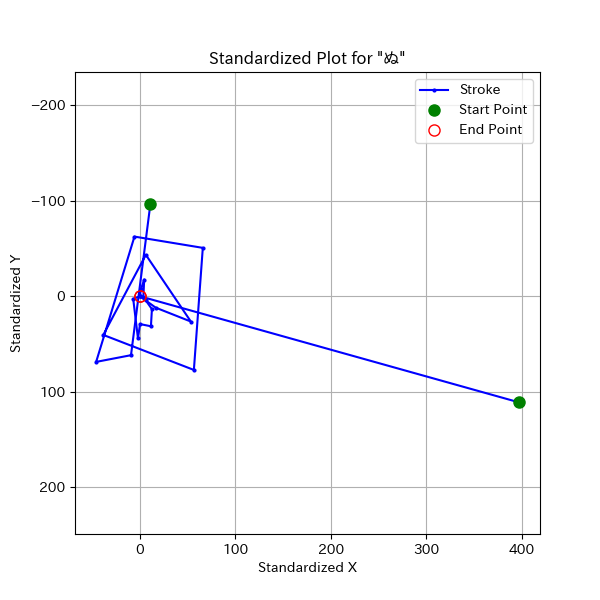 Standardized Plot for "ぬ"
Stroke
Start Point
End Point
Standardized Y
−200
−100
0
100
200
0 100 200 300 400
Standardized X